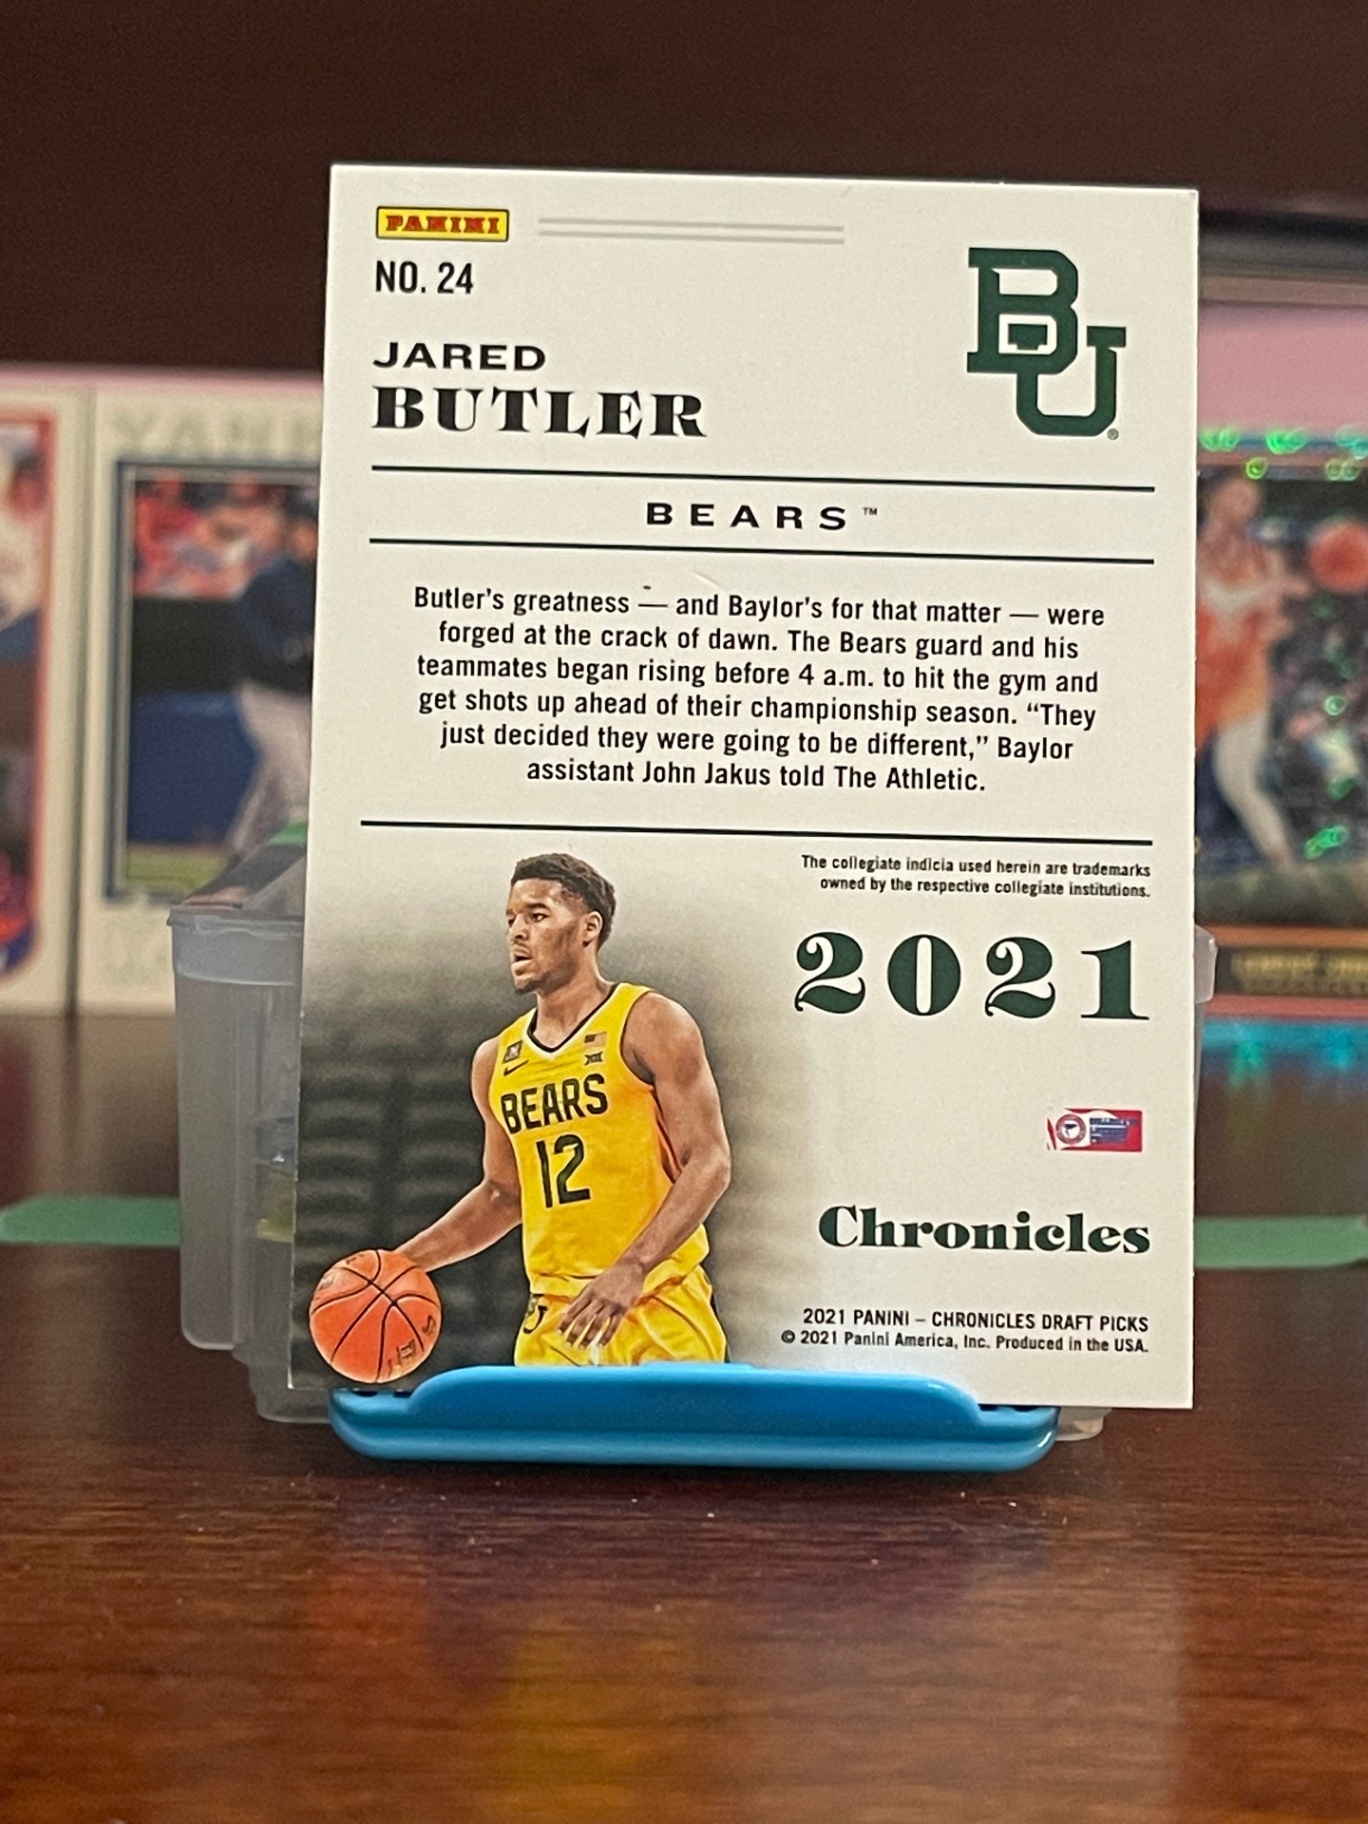 PANINI
NO. 24
JARED
BUTLER
BU
®
BEARS™
Butler's greatness — and Baylor's for that matter — were
forged at the crack of dawn. The Bears guard and his
teammates began rising before 4 a.m. to hit the gym and
get shots up ahead of their championship season. “They
just decided they were going to be different,” Baylor
assistant John Jakus told The Athletic.
The collegiate indicia used herein are trademarks
owned by the respective collegiate institutions.
2021
BEARS
12
Chronicles
2021 PANINI – CHRONICLES DRAFT PICKS
© 2021 Panini America, Inc. Produced in the USA.